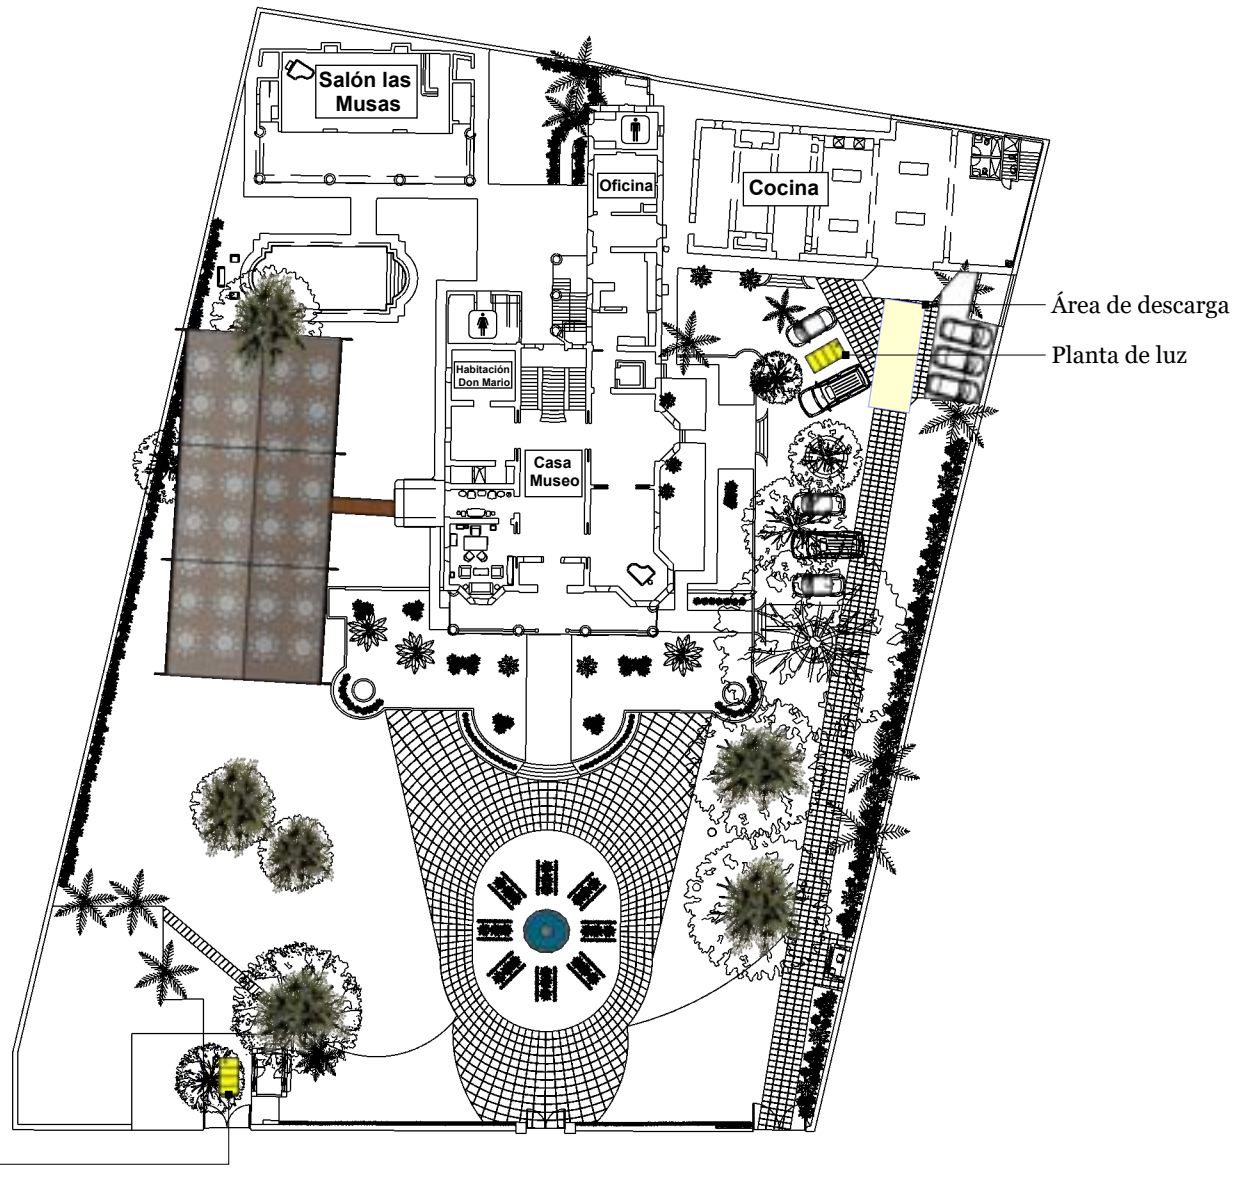 Salón las
Musas
Oficina
Cocina
Área de descarga
Planta de luz
Habitación
Don Mario
Casa
Museo